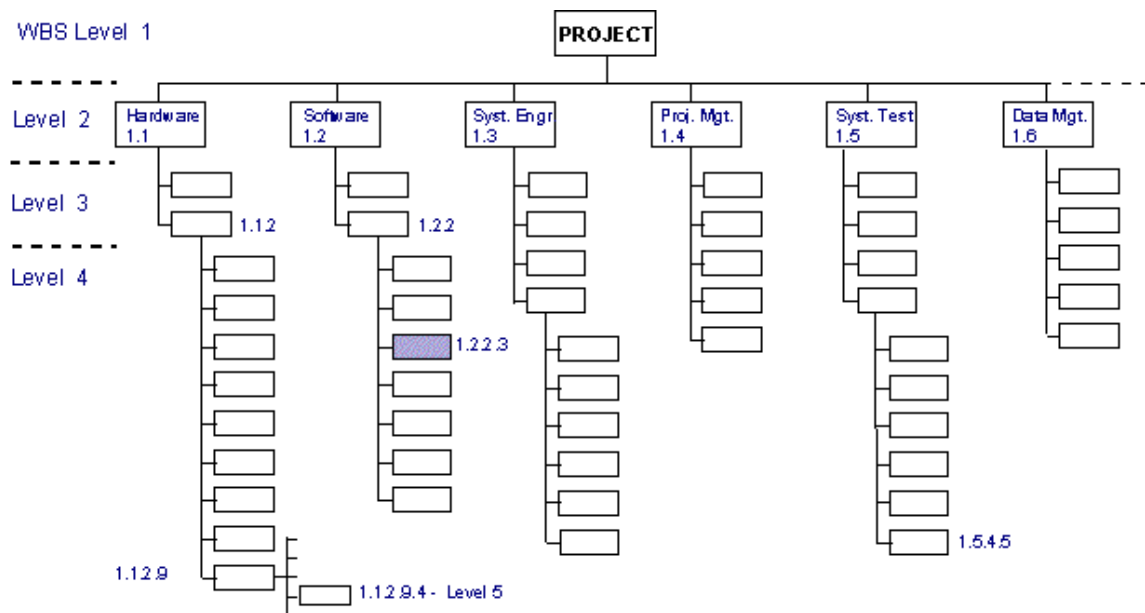 WBS Level 1
PROJECT
Level 2
Hardware
1.1
Software
1.2
Syst. Engr
1.3
Proj. Mgt.
1.4
Syst. Test
1.5
Data Mgt.
1.6
Level 3
1.1.2
1.2.2
Level 4
1.2.2.3
1.5.4.5
1.1.2.9
1.1.2.9.4 - Level 5